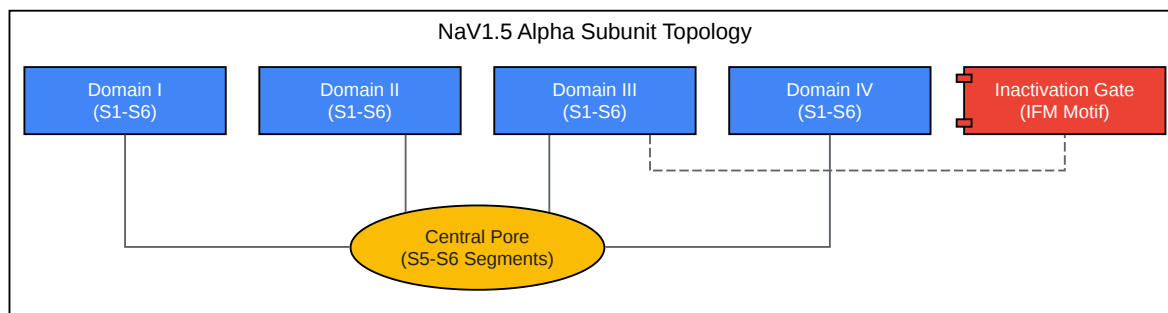 NaV1.5 Alpha Subunit Topology
Domain I
(S1-S6)
Domain II
(S1-S6)
Domain III
(S1-S6)
Domain IV
(S1-S6)
Inactivation Gate
(IFM Motif)
Central Pore
(S5-S6 Segments)